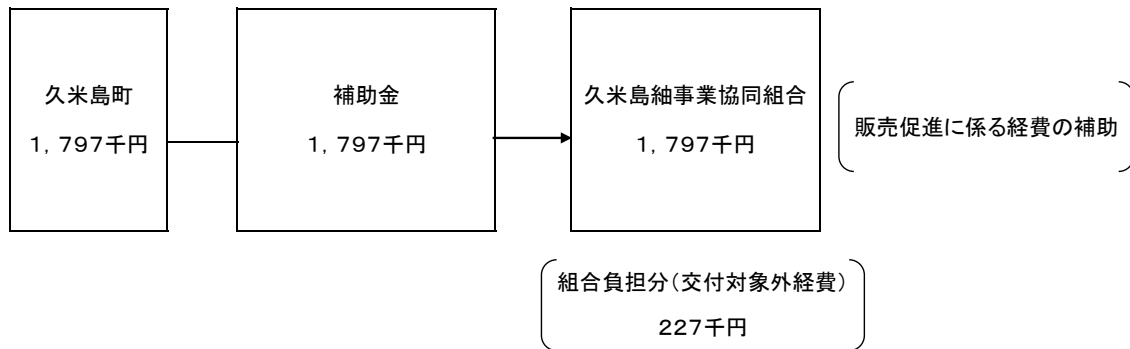 久米島町
1，797千円
補助金
1，797千円
久米島紬事業協同組合
1，797千円
販売促進に係る経費の補助
組合負担分（交付対象外経費）
227千円